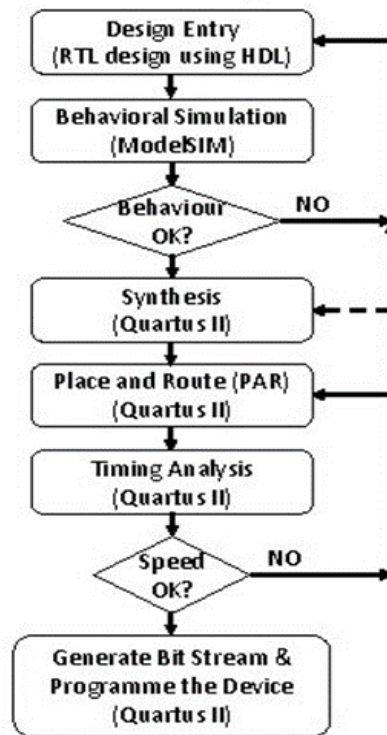 Design Entry
(RTL design using HDL)
Behavioral Simulation
(ModelSIM)
Behaviour
OK?
NO
Synthesis
(Quartus II)
Place and Route (PAR)
(Quartus II)
Timing Analysis
(Quartus II)
Speed
OK?
NO
Generate Bit Stream &
Programme the Device
(Quartus II)